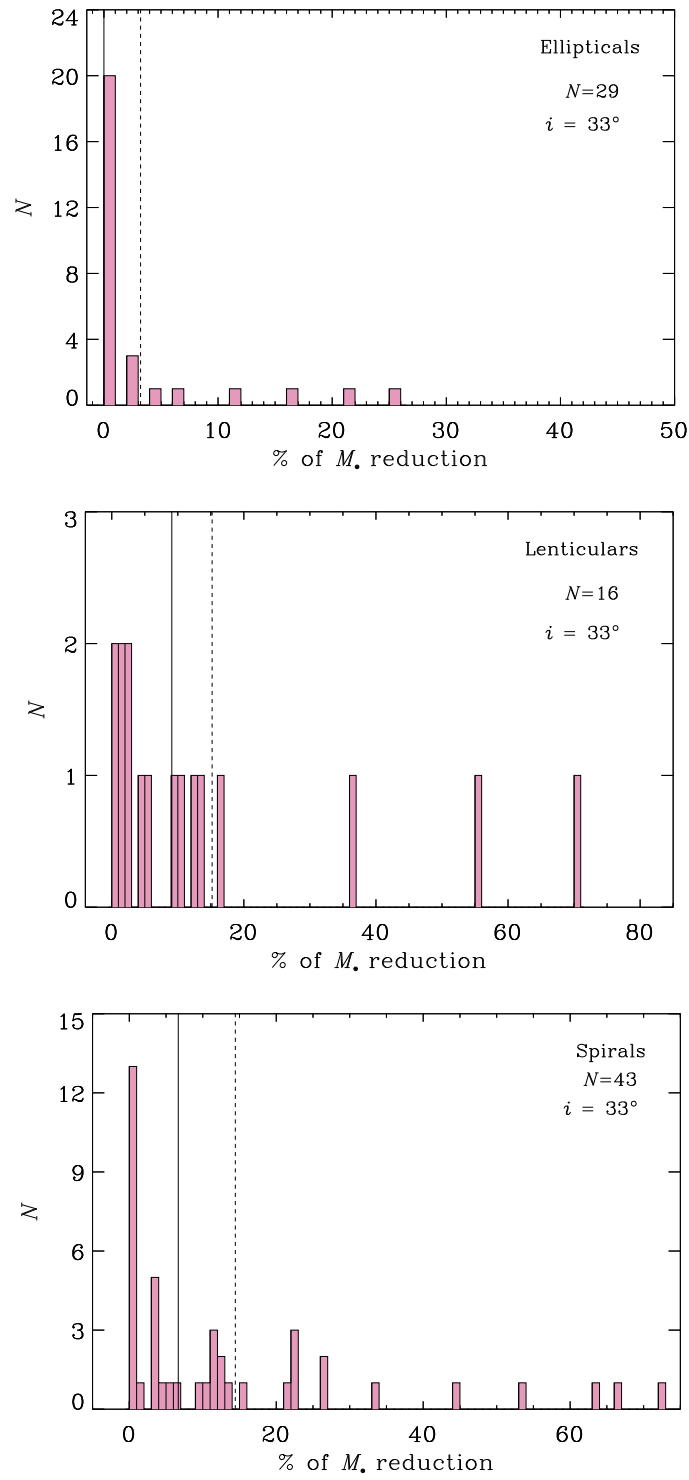 24
20
16
12
8
4
0
N
Ellipticals
N=29
i = 33°
0 10 20 30 40 50
% of M• reduction
3
2
1
0
N
Lenticulars
N=16
i = 33°
0 20 40 60 80
% of M• reduction
15
12
9
6
3
0
N
Spirals
N=43
i = 33°
0 20 40 60
% of M• reduction